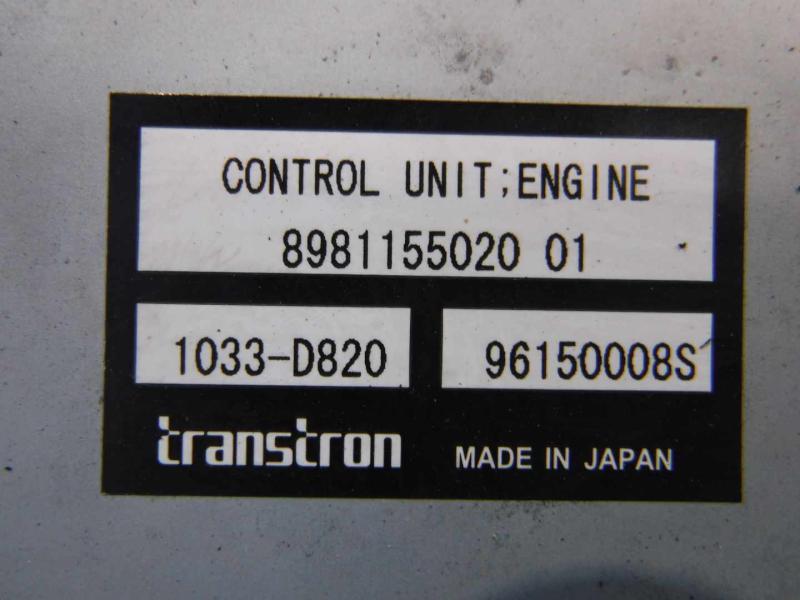 CONTROL UNIT;ENGINE
8981155020 01
1033-D820 96150008S
transtron MADE IN JAPAN